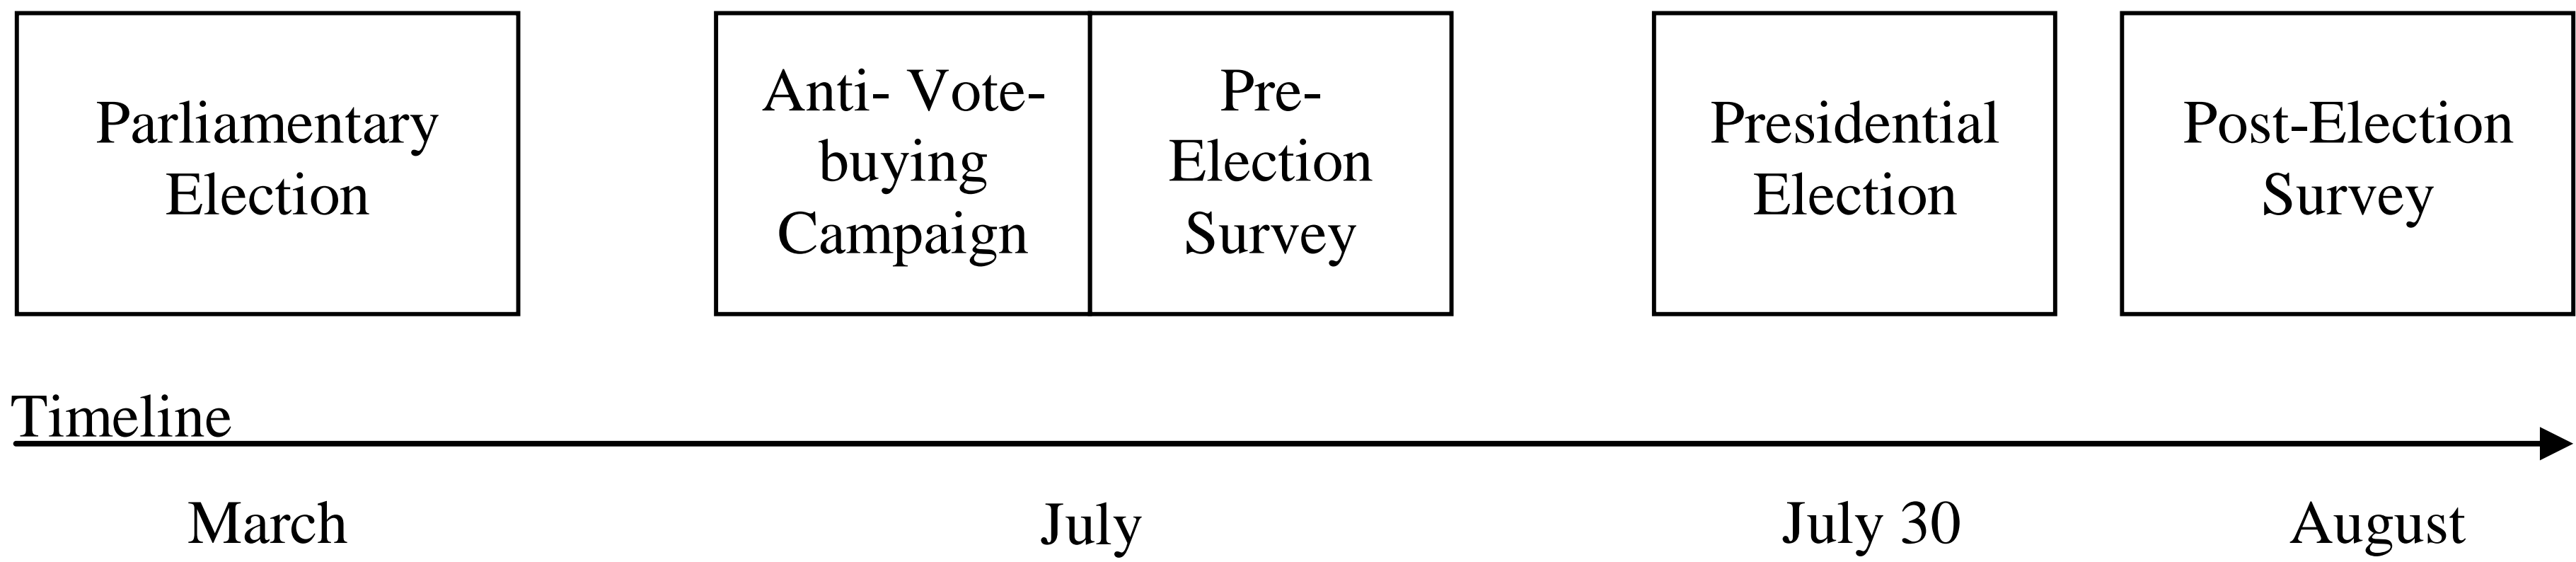 Parliamentary
Election
Anti- Vote-
buying
Campaign
Pre-
Election
Survey
Presidential
Election
Post-Election
Survey
Timeline
March
July
July 30
August